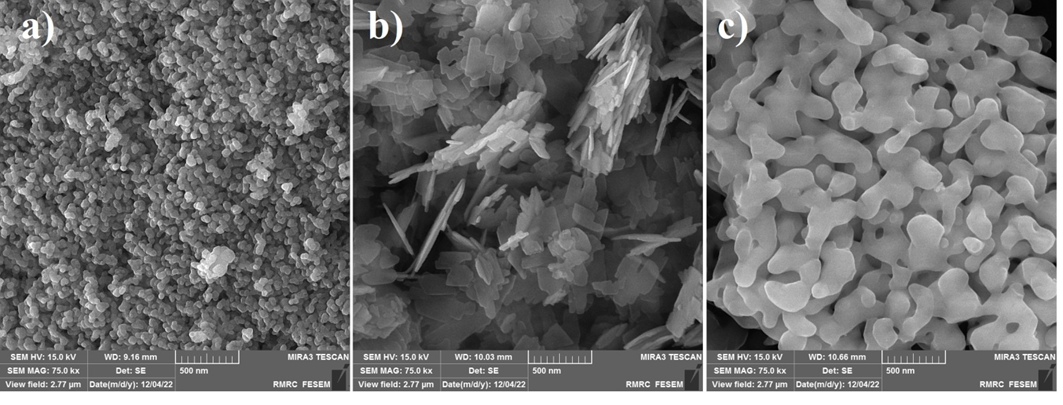 a)
SEM HV: 15.0 kV WD: 9.16 mm MIRA3 TESCAN
SEM MAG: 75.0 kx Det: SE 500 nm
View field: 2.77 µm Date(m/d/y): 12/04/22 RMRC FESEM
b)
SEM HV: 15.0 kV WD: 10.03 mm MIRA3 TESCAN
SEM MAG: 75.0 kx Det: SE 500 nm
View field: 2.77 µm Date(m/d/y): 12/04/22 RMRC FESEM
c)
SEM HV: 15.0 kV WD: 10.66 mm MIRA3 TESCAN
SEM MAG: 75.0 kx Det: SE 500 nm
View field: 2.77 µm Date(m/d/y): 12/04/22 RMRC FESEM